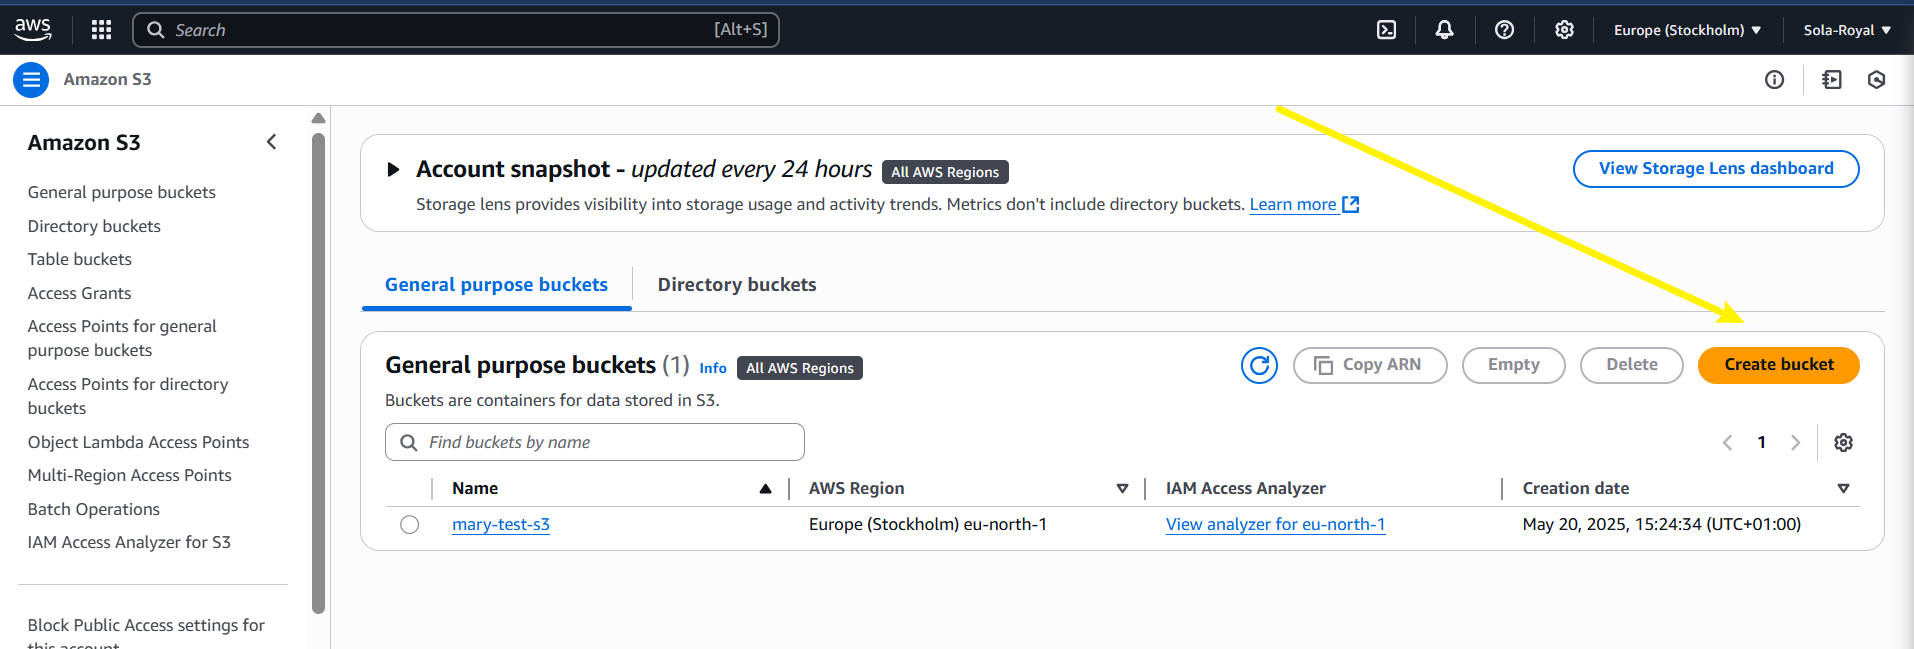 aws
Search [Alt+S]
Europe (Stockholm)
Sola-Royal
Amazon S3
Amazon S3
General purpose buckets
Directory buckets
Table buckets
Access Grants
Access Points for general
purpose buckets
Access Points for directory
buckets
Object Lambda Access Points
Multi-Region Access Points
Batch Operations
IAM Access Analyzer for S3
Block Public Access settings for
this account
Account snapshot - updated every 24 hours All AWS Regions
View Storage Lens dashboard
Storage lens provides visibility into storage usage and activity trends. Metrics don't include directory buckets. Learn more
General purpose buckets
Directory buckets
General purpose buckets (1) Info All AWS Regions
Copy ARN
Empty
Delete
Create bucket
Buckets are containers for data stored in S3.
Find buckets by name
1
Name AWS Region IAM Access Analyzer Creation date
mary-test-s3 Europe (Stockholm) eu-north-1 View analyzer for eu-north-1 May 20, 2025, 15:24:34 (UTC+01:00)